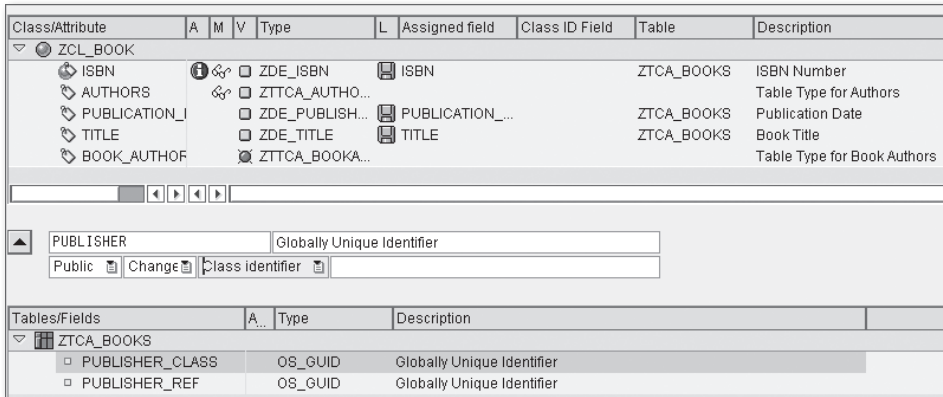 Class/Attribute A M V Type L Assigned field Class ID Field Table Description
ZCL_BOOK
ISBN ZDE_ISBN ISBN ZTCA_BOOKS ISBN Number
AUTHORS ZTTCA_AUTHO... Table Type for Authors
PUBLICATION_I ZDE_PUBLISH... PUBLICATION_... ZTCA_BOOKS Publication Date
TITLE ZDE_TITLE TITLE ZTCA_BOOKS Book Title
BOOK_AUTHOR ZTTCA_BOOKA... Table Type for Book Authors
PUBLISHER Globally Unique Identifier
Public Change Class identifier
Tables/Fields A... Type Description
ZTCA_BOOKS
PUBLISHER_CLASS OS_GUID Globally Unique Identifier
PUBLISHER_REF OS_GUID Globally Unique Identifier